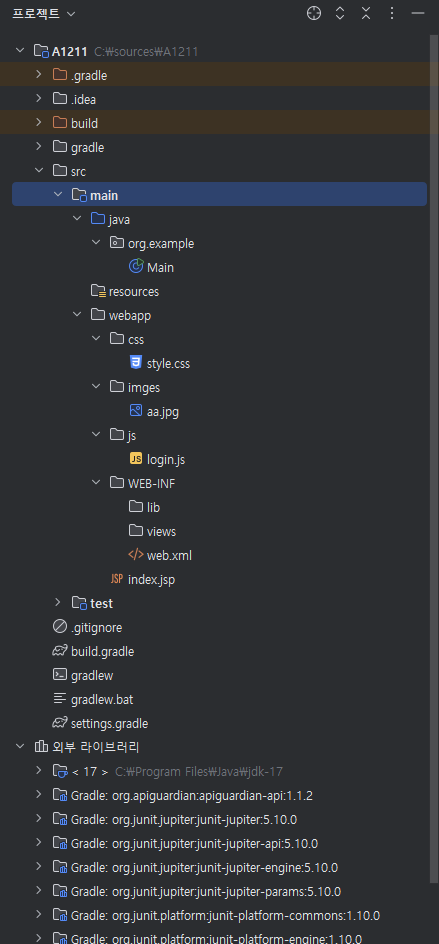 프로젝트
A1211 C:₩sources₩A1211
.gradle
.idea
build
gradle
src
main
java
org.example
Main
resources
webapp
css
style.css
imges
aa.jpg
js
JS login.js
WEB-INF
lib
views
web.xml
JSP index.jsp
test
.gitignore
build.gradle
gradlew
gradlew.bat
settings.gradle
외부 라이브러리
< 17 > C:₩Program Files₩Java₩jdk-17
Gradle: org.apiguardian:apiguardian-api:1.1.2
Gradle: org.junit.jupiter:junit-jupiter:5.10.0
Gradle: org.junit.jupiter:junit-jupiter-api:5.10.0
Gradle: org.junit.jupiter:junit-jupiter-engine:5.10.0
Gradle: org.junit.jupiter:junit-jupiter-params:5.10.0
Gradle: org.junit.platform:junit-platform-commons:1.10.0
Gradle: org.junit.platform:junit-platform-engine:1.10.0